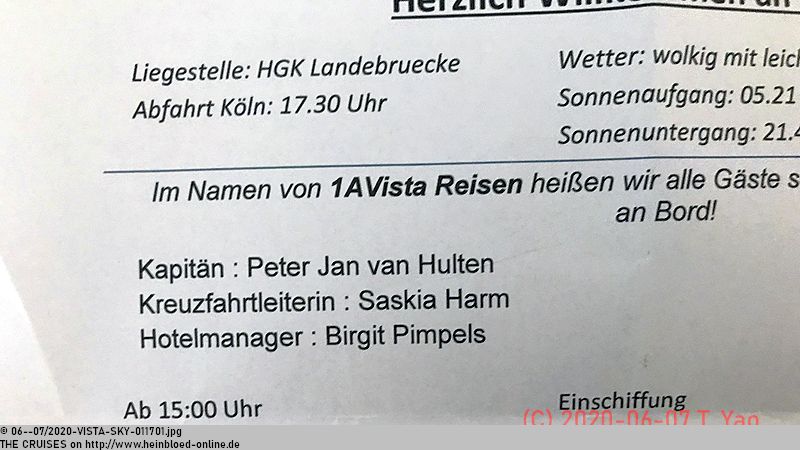 Herzlich Willkommen an
Liegestelle: HGK Landebruecke
Wetter: wolkig mit leich
Abfahrt Köln: 17.30 Uhr
Sonnenaufgang: 05.21
Sonnenuntergang: 21.4
Im Namen von 1AVista Reisen heißen wir alle Gäste s
an Bord!
Kapitän : Peter Jan van Hulten
Kreuzfahrtleiterin : Saskia Harm
Hotelmanager : Birgit Pimpels
Ab 15:00 Uhr
Einschiffung
(C) 2020-06-07 T. Yao
© 06--07/2020-VISTA-SKY-011701.jpg
THE CRUISES on http://www.heinbloed-online.de